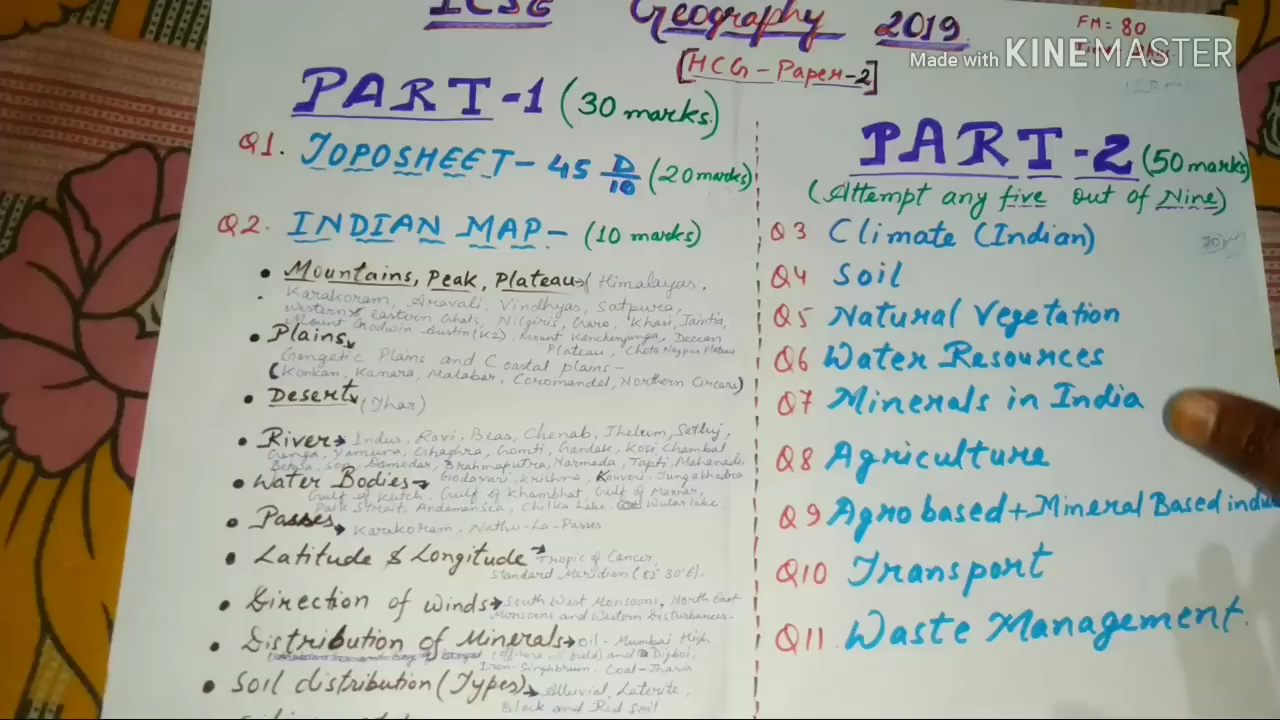 ICSE Geography 2019
FM = 80
Made with KINEMASTER
[HCG - Paper-2]
PART-1 (30 marks)
Q1. TOPOSHEET - 45 D/10 (20 marks)
Q2. INDIAN MAP - (10 marks)
• Mountains, Peak, Plateau → (Himalayas,
Karakoram, Aravali, Vindhyas, Satpura,
Western & eastern Ghats, Nilgiris, Garo, Khasi, Jaintia,
Mount Godwin Austin (K2), Mount Kanchenjunga, Deccan
Plateau, Chota Nagpur Plateau
• Plains
Gangetic Plains and Coastal plains -
(Konkan, Kanara, Malabar, Coromandel, Northern Circars)
• Desert (Thar)
• River → Indus, Ravi, Beas, Chenab, Jhelum, Satluj,
Ganga, Yamuna, Ghaghra, Gomti, Gandak, Kosi Chambal
Betwa, Son Damodar, Brahmaputra, Narmada, Tapti, Mahanadi,
Godavari, Krishna, Kaveri, Tungabhadra
• Water Bodies →
Gulf of Kutch, Gulf of Khambhat, Gulf of Mannar,
Palk Strait, Andaman Sea, Chilka Lake, Wular lake
• Passes → Karakoram, Nathu-La-Passes
• Latitude & Longitude → Tropic of Cancer,
Standard Meridian (82° 30' E).
• Direction of winds → South West Monsoons, North East
Monsoons and Western Disturbances.
• Distribution of Minerals → oil - Mumbai High
(offshore oil field) and Digboi,
Iron - Singhbhum. Coal - Jharia
• Soil distribution (Types) → Alluvial, Laterite,
Black and Red soil
PART-2 (50 marks)
(Attempt any five out of Nine)
Q3 Climate (Indian)
Q4 Soil
Q5 Natural Vegetation
Q6 Water Resources
Q7 Minerals in India
Q8 Agriculture
Q9 Agro based + Mineral Based indus
Q10 Transport
Q11 Waste Management.